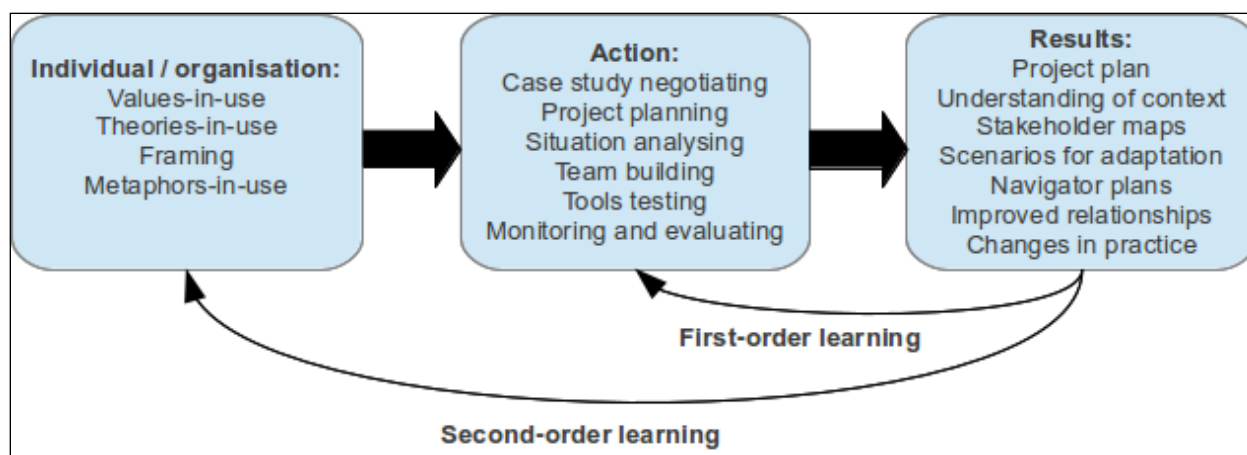 Individual / organisation:
Values-in-use
Theories-in-use
Framing
Metaphors-in-use
Action:
Case study negotiating
Project planning
Situation analysing
Team building
Tools testing
Monitoring and evaluating
Results:
Project plan
Understanding of context
Stakeholder maps
Scenarios for adaptation
Navigator plans
Improved relationships
Changes in practice
First-order learning
Second-order learning